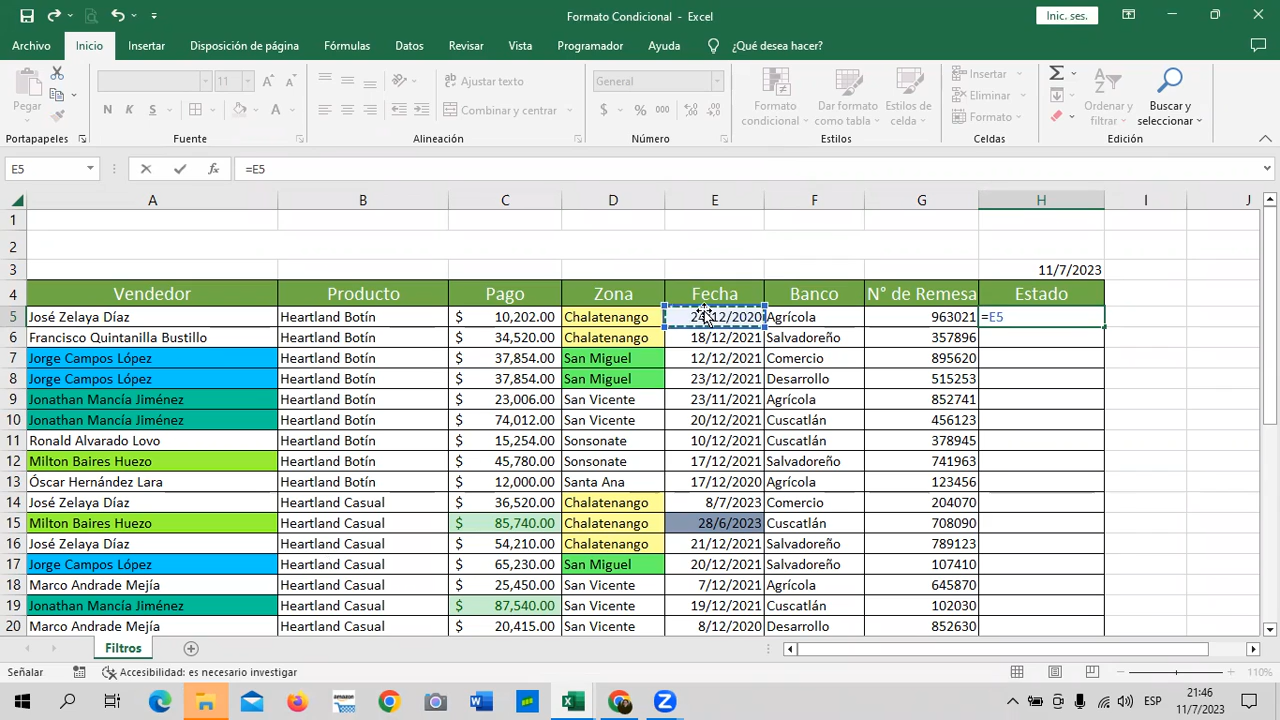 Formato Condicional - Excel
Inic. ses.
Archivo Inicio Insertar Disposición de página Fórmulas Datos Revisar Vista Programador Ayuda ¿Qué desea hacer?
Pegar
N K S
11
Ajustar texto
Combinar y centrar
General
$ % 000
Formato condicional
Dar formato como tabla
Estilos de celda
Insertar
Eliminar
Formato
Ordenar y filtrar
Buscar y seleccionar
Portapapeles Fuente Alineación Número Estilos Celdas Edición
E5 =E5
A B C D E F G H I J
1
2
3 11/7/2023
4 Vendedor Producto Pago Zona Fecha Banco N° de Remesa Estado
5 José Zelaya Díaz Heartland Botín $ 10,202.00 Chalatenango /12/2020 Agrícola 963021 =E5
6 Francisco Quintanilla Bustillo Heartland Botín $ 34,520.00 Chalatenango 18/12/2021 Salvadoreño 357896
7 Jorge Campos López Heartland Botín $ 37,854.00 San Miguel 12/12/2021 Comercio 895620
8 Jorge Campos López Heartland Botín $ 37,854.00 San Miguel 23/12/2021 Desarrollo 515253
9 Jonathan Mancía Jiménez Heartland Botín $ 23,006.00 San Vicente 23/11/2021 Agrícola 852741
10 Jonathan Mancía Jiménez Heartland Botín $ 74,012.00 San Vicente 20/12/2021 Cuscatlán 456123
11 Ronald Alvarado Lovo Heartland Botín $ 15,254.00 Sonsonate 10/12/2021 Cuscatlán 378945
12 Milton Baires Huezo Heartland Botín $ 45,780.00 Sonsonate 17/12/2021 Salvadoreño 741963
13 Óscar Hernández Lara Heartland Botín $ 12,000.00 Santa Ana 17/12/2020 Agrícola 123456
14 José Zelaya Díaz Heartland Casual $ 36,520.00 Chalatenango 8/7/2023 Comercio 204070
15 Milton Baires Huezo Heartland Casual $ 85,740.00 Chalatenango 28/6/2023 Cuscatlán 708090
16 José Zelaya Díaz Heartland Casual $ 54,210.00 Chalatenango 21/12/2021 Salvadoreño 789123
17 Jorge Campos López Heartland Casual $ 65,230.00 San Miguel 20/12/2021 Salvadoreño 107410
18 Marco Andrade Mejía Heartland Casual $ 25,450.00 San Vicente 7/12/2021 Agrícola 645870
19 Jonathan Mancía Jiménez Heartland Casual $ 87,540.00 San Vicente 19/12/2021 Cuscatlán 102030
20 Marco Andrade Mejía Heartland Casual $ 20,415.00 San Vicente 8/12/2020 Desarrollo 852630
Filtros
Señalar Accesibilidad: es necesario investigar 110%
ESP 21:46
11/7/2023